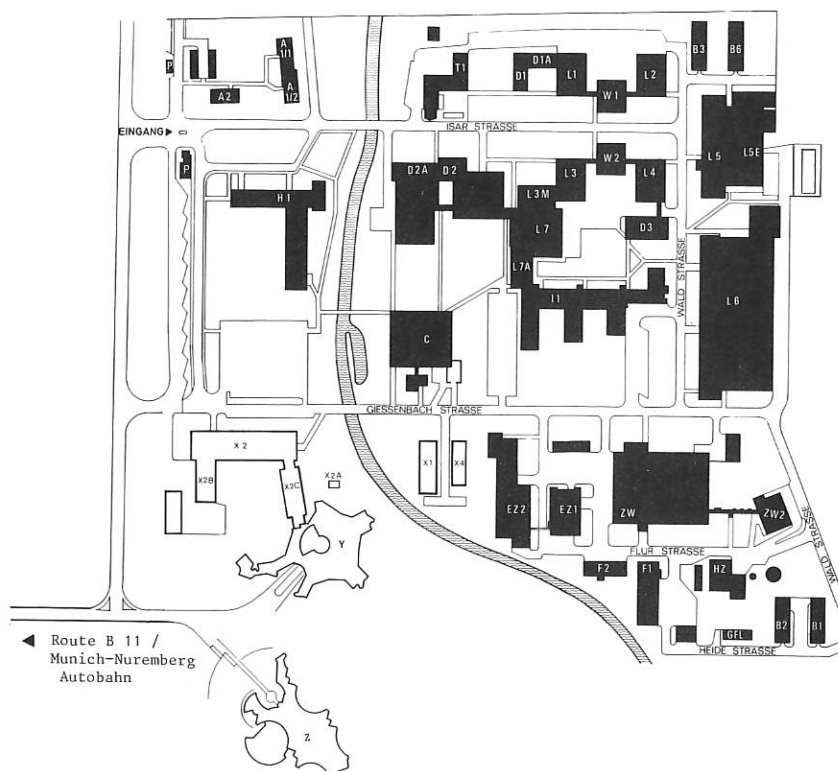 A
1/1
A
1/2
P
A2
T1
D1A
D1
L1
W1
L2
B3
B6
EINGANG
ISAR STRASSE
P
H1
D2A
D2
L3M
L3
W2
L4
L5
L5E
L7
D3
L7A
I1
WALD STRASSE
L6
C
GIESSENBACH STRASSE
X2
X2B
X2C
X2A
X1
X4
Y
EZ2
EZ1
ZW
ZW2
WALD STRASSE
FLUR STRASSE
F2
F1
HZ
GFL
B2
B1
HEIDE STRASSE
Route B 11 /
Munich-Nuremberg
Autobahn
Z